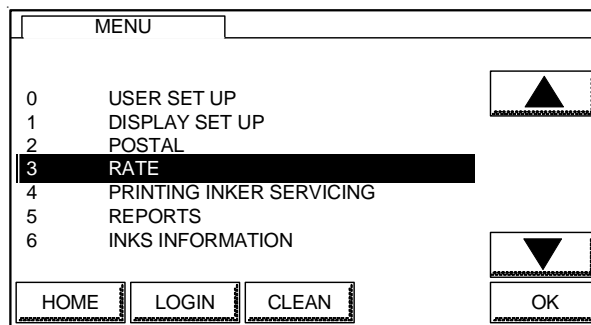 MENU
0 USER SET UP
1 DISPLAY SET UP
2 POSTAL
3 RATE
4 PRINTING INKER SERVICING
5 REPORTS
6 INKS INFORMATION
HOME LOGIN CLEAN OK